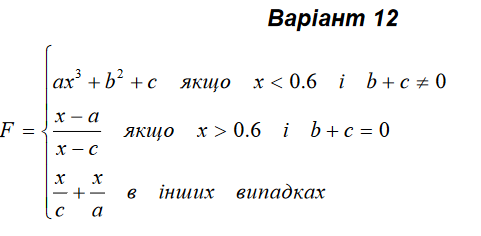 Варіант 12
ax³ + b² + c якщо x < 0.6 і b + c ≠ 0
F = { (x − a)/(x − c) якщо x > 0.6 і b + c = 0
x/c + x/a в інших випадках